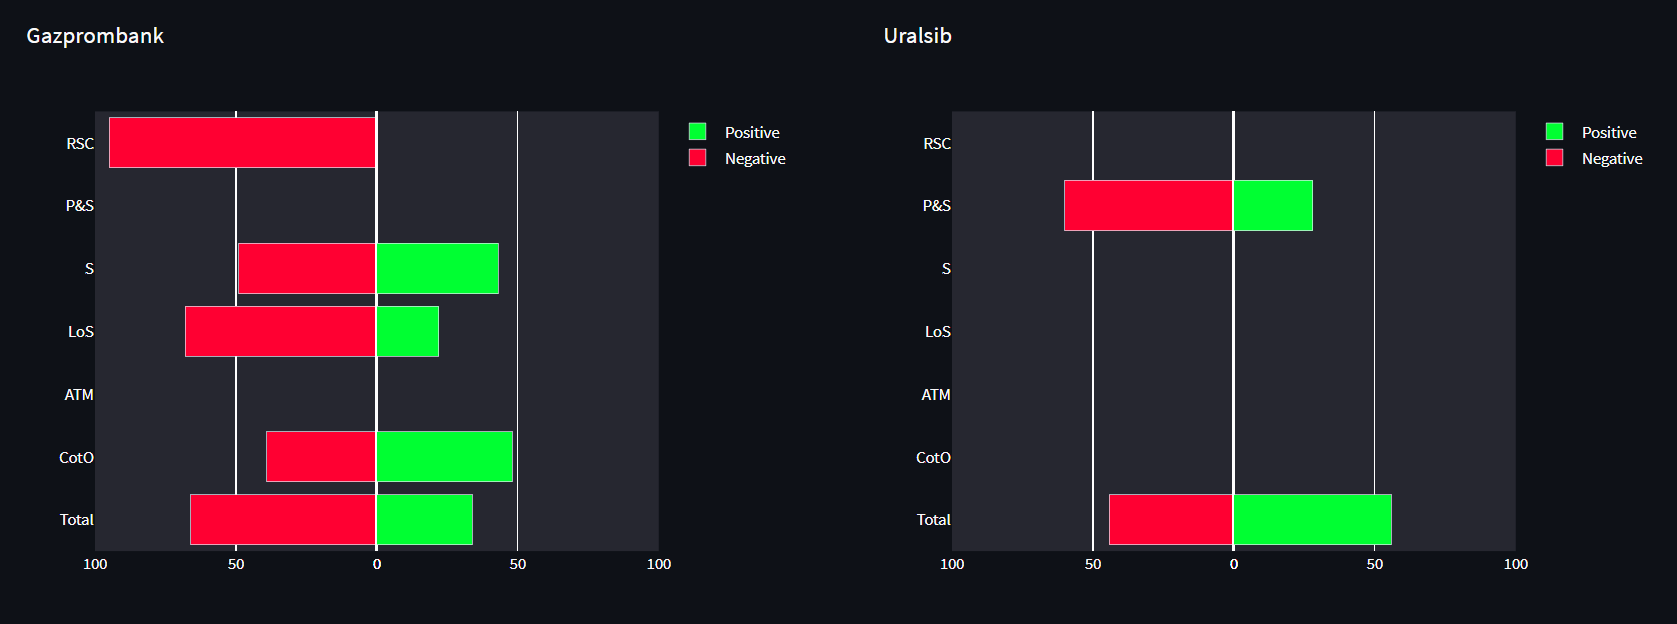 Gazprombank
RSC
P&S
S
LoS
ATM
CotO
Total
100 50 0 50 100
Positive
Negative
Uralsib
RSC
P&S
S
LoS
ATM
CotO
Total
100 50 0 50 100
Positive
Negative